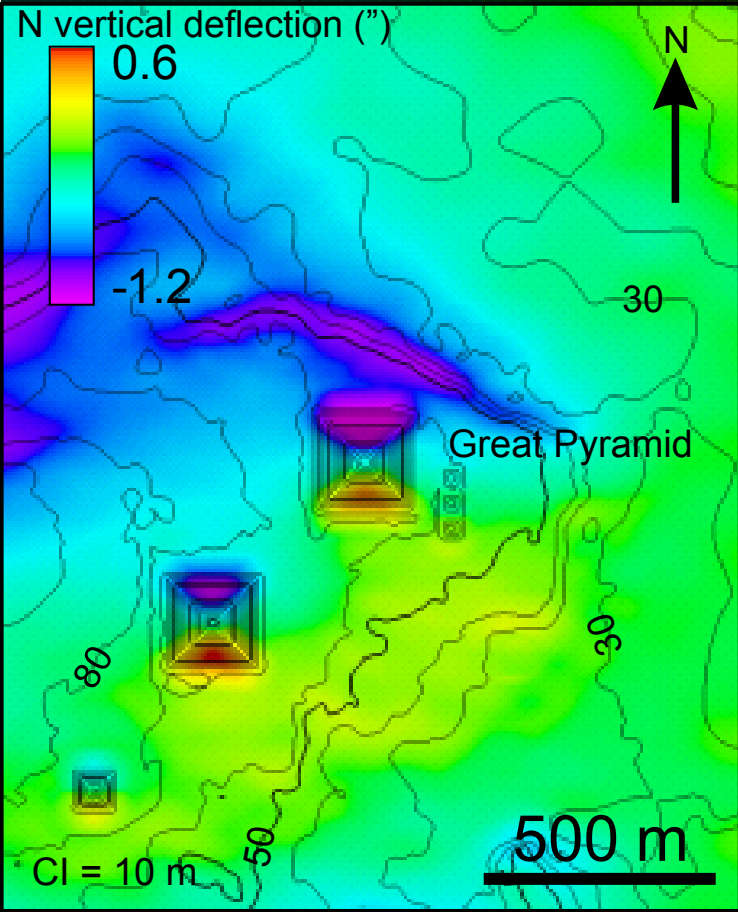 N vertical deflection (")
0.6
N
-1.2
30
Great Pyramid
30
80
50
500 m
CI = 10 m